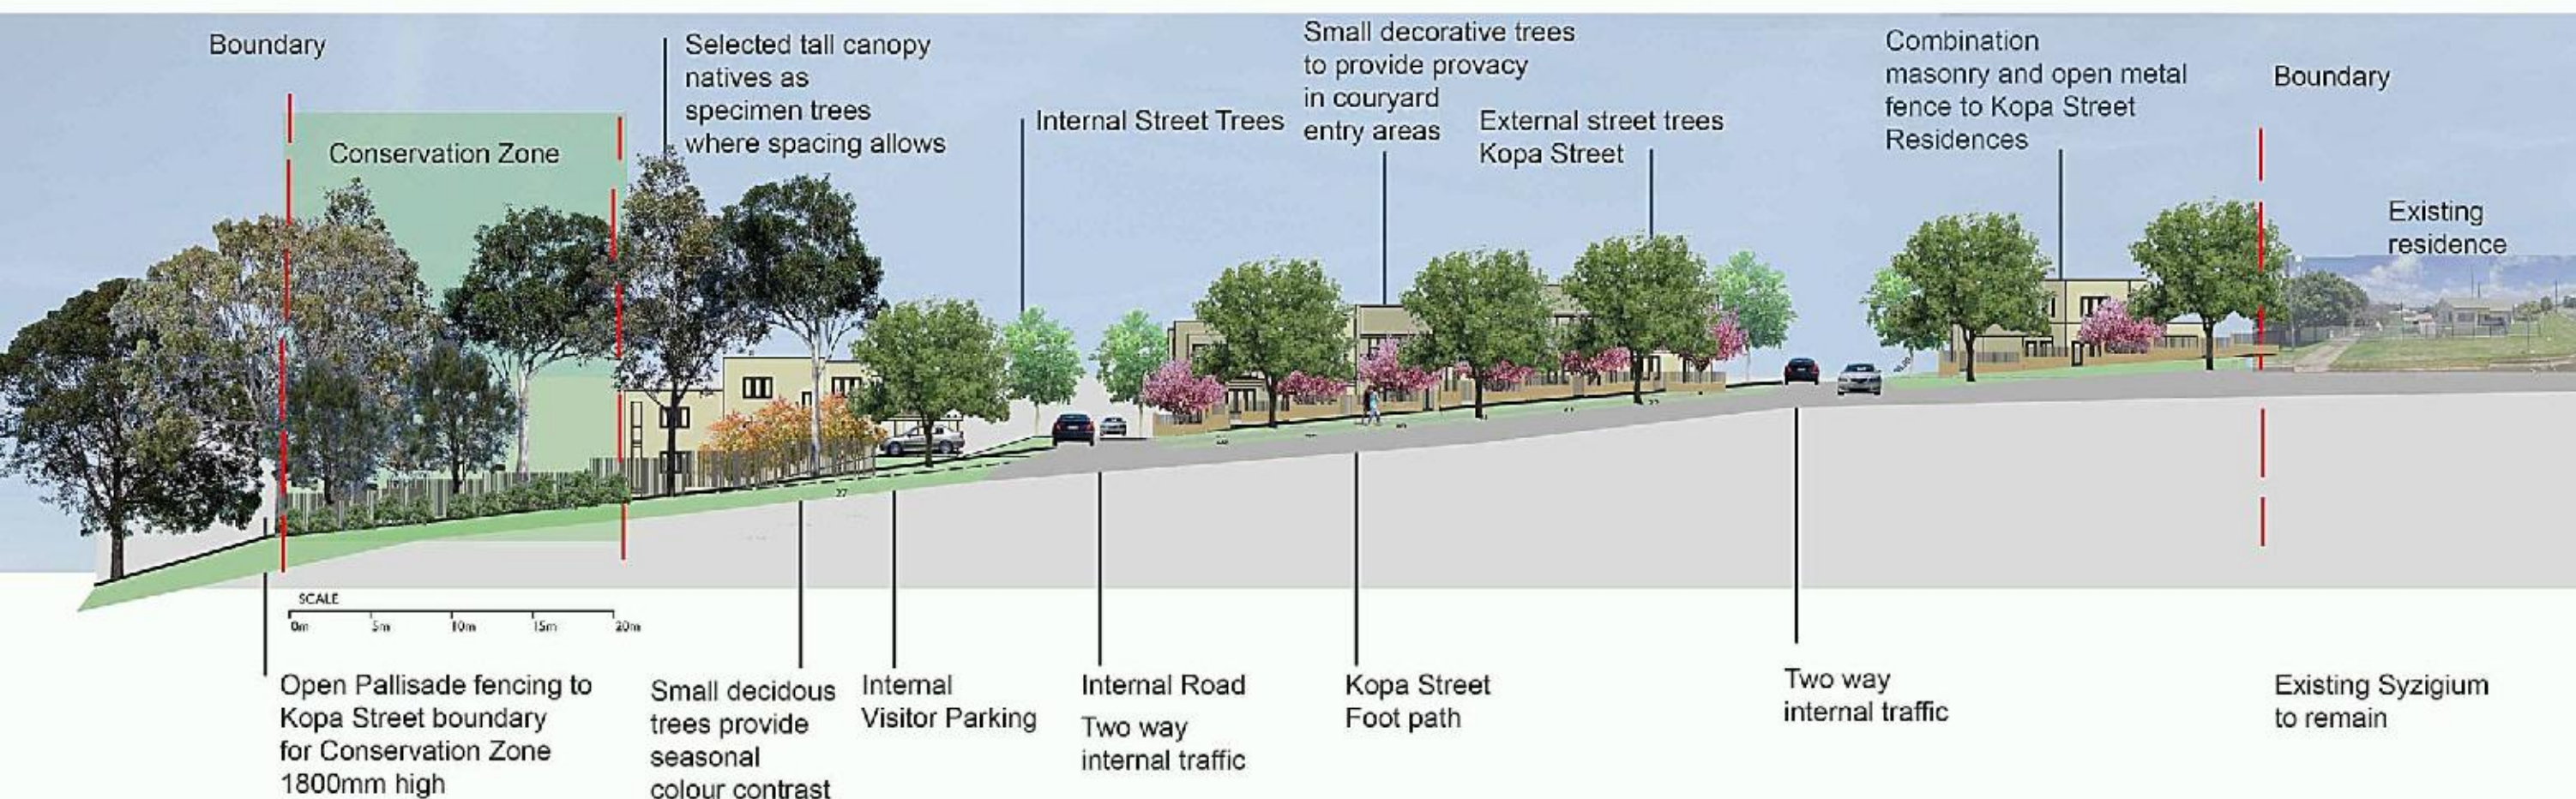 Boundary
Conservation Zone
Selected tall canopy
natives as
specimen trees
where spacing allows
Internal Street Trees
Small decorative trees
to provide provacy
in couryard
entry areas
External street trees
Kopa Street
Combination
masonry and open metal
fence to Kopa Street
Residences
Boundary
Existing
residence
27
SCALE
0m 5m 10m 15m 20m
Open Pallisade fencing to
Kopa Street boundary
for Conservation Zone
1800mm high
Small decidous
trees provide
seasonal
colour contrast
Internal
Visitor Parking
Internal Road
Two way
internal traffic
Kopa Street
Foot path
Two way
internal traffic
Existing Syzigium
to remain